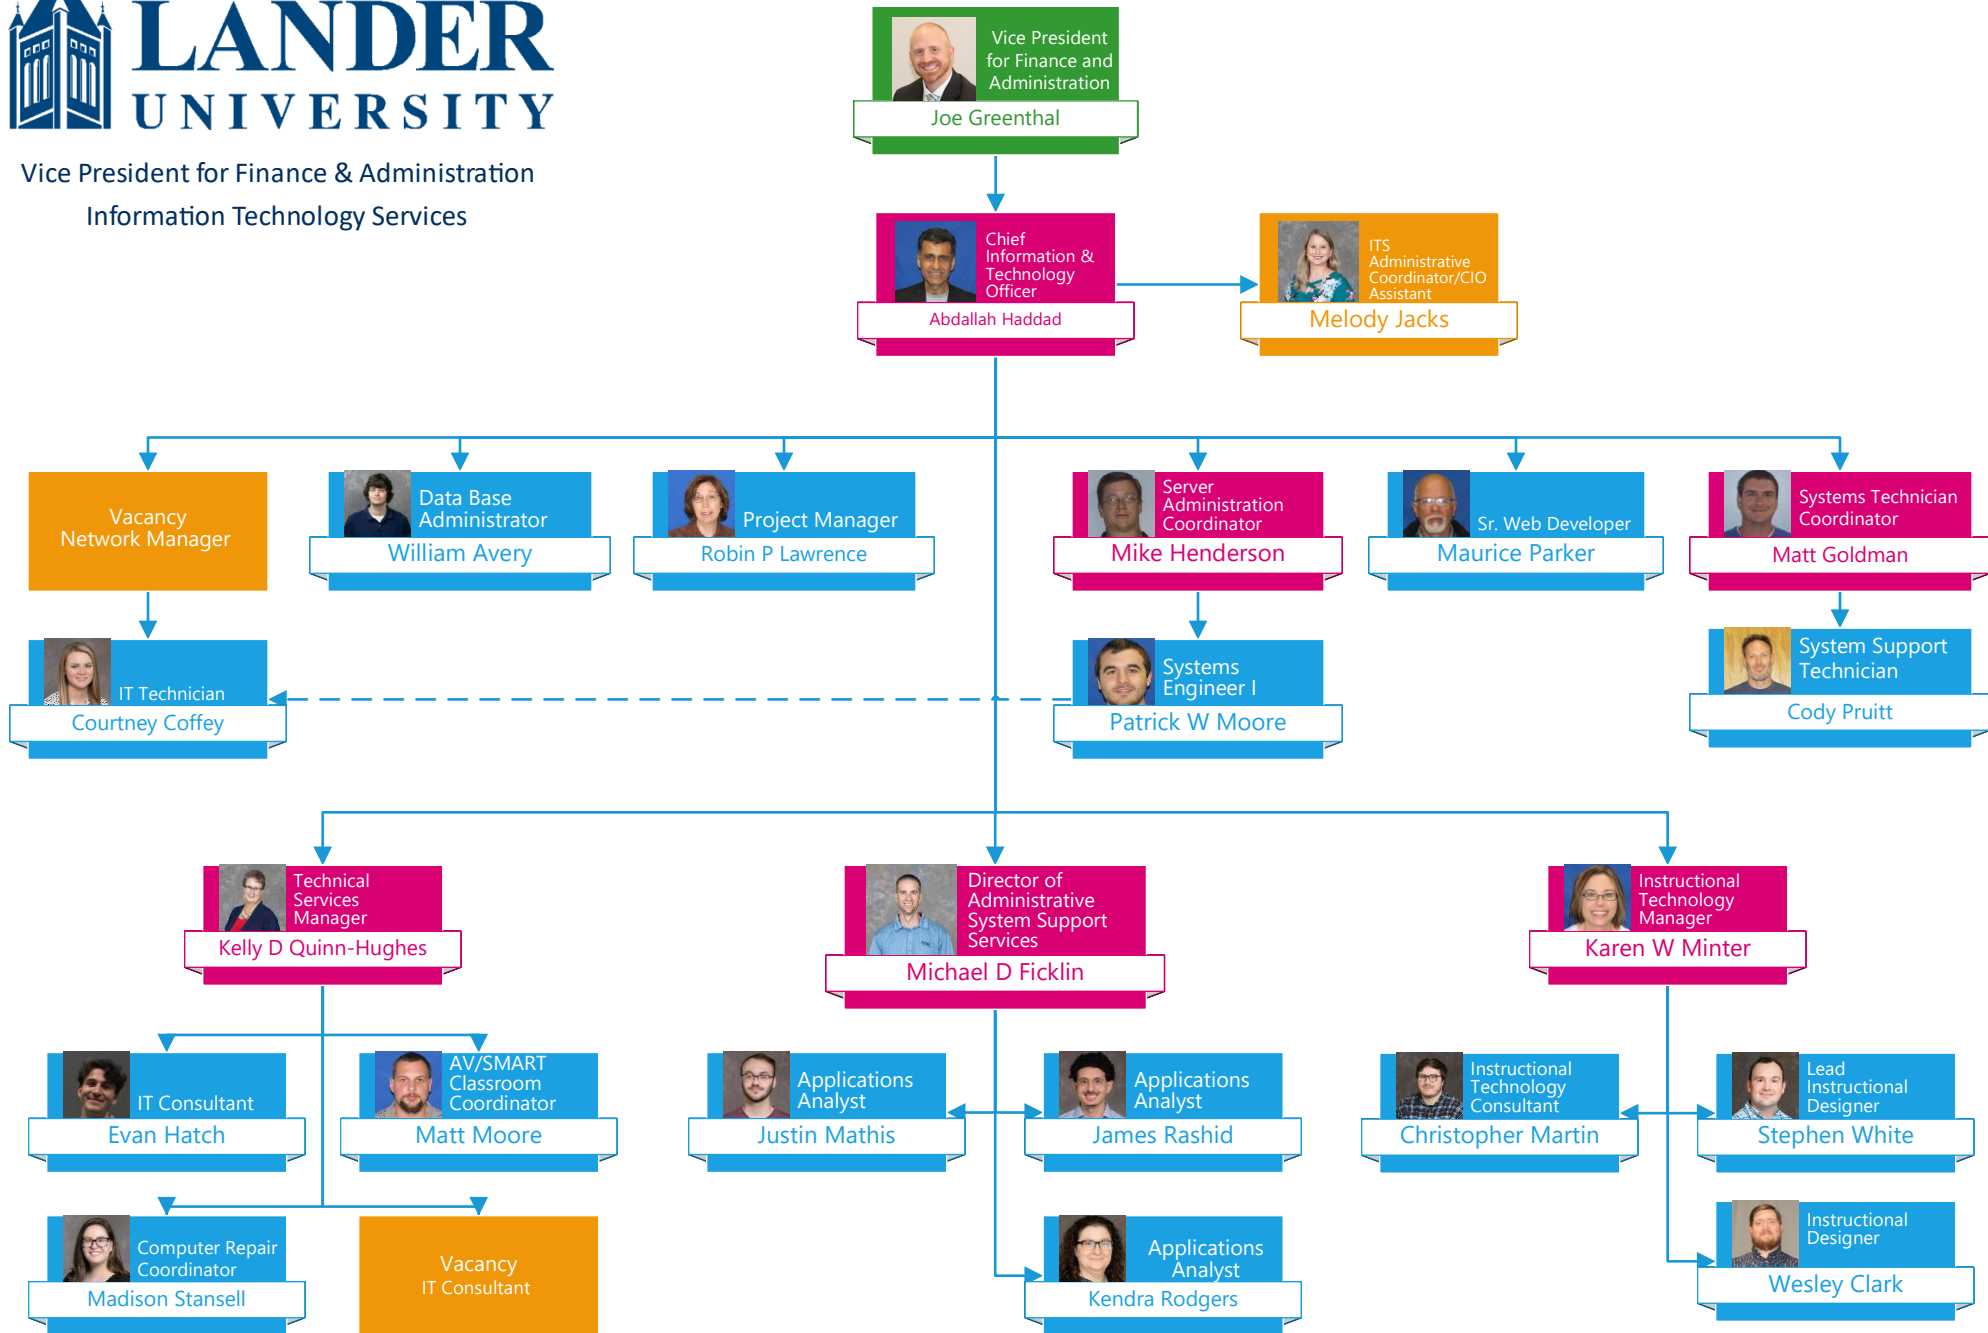 LANDER
UNIVERSITY
Vice President for Finance & Administration
Information Technology Services
Vice President
for Finance and
Administration
Joe Greenthal
Chief
Information &
Technology
Officer
Abdallah Haddad
ITS
Administrative
Coordinator/CIO
Assistant
Melody Jacks
Vacancy
Network Manager
Data Base
Administrator
William Avery
Project Manager
Robin P Lawrence
Server
Administration
Coordinator
Mike Henderson
Sr. Web Developer
Maurice Parker
Systems Technician
Coordinator
Matt Goldman
IT Technician
Courtney Coffey
Systems
Engineer I
Patrick W Moore
System Support
Technician
Cody Pruitt
Technical
Services
Manager
Kelly D Quinn-Hughes
Director of
Administrative
System Support
Services
Michael D Ficklin
Instructional
Technology
Manager
Karen W Minter
IT Consultant
Evan Hatch
AV/SMART
Classroom
Coordinator
Matt Moore
Applications
Analyst
Justin Mathis
Applications
Analyst
James Rashid
Instructional
Technology
Consultant
Christopher Martin
Lead
Instructional
Designer
Stephen White
Computer Repair
Coordinator
Madison Stansell
Vacancy
IT Consultant
Applications
Analyst
Kendra Rodgers
Instructional
Designer
Wesley Clark